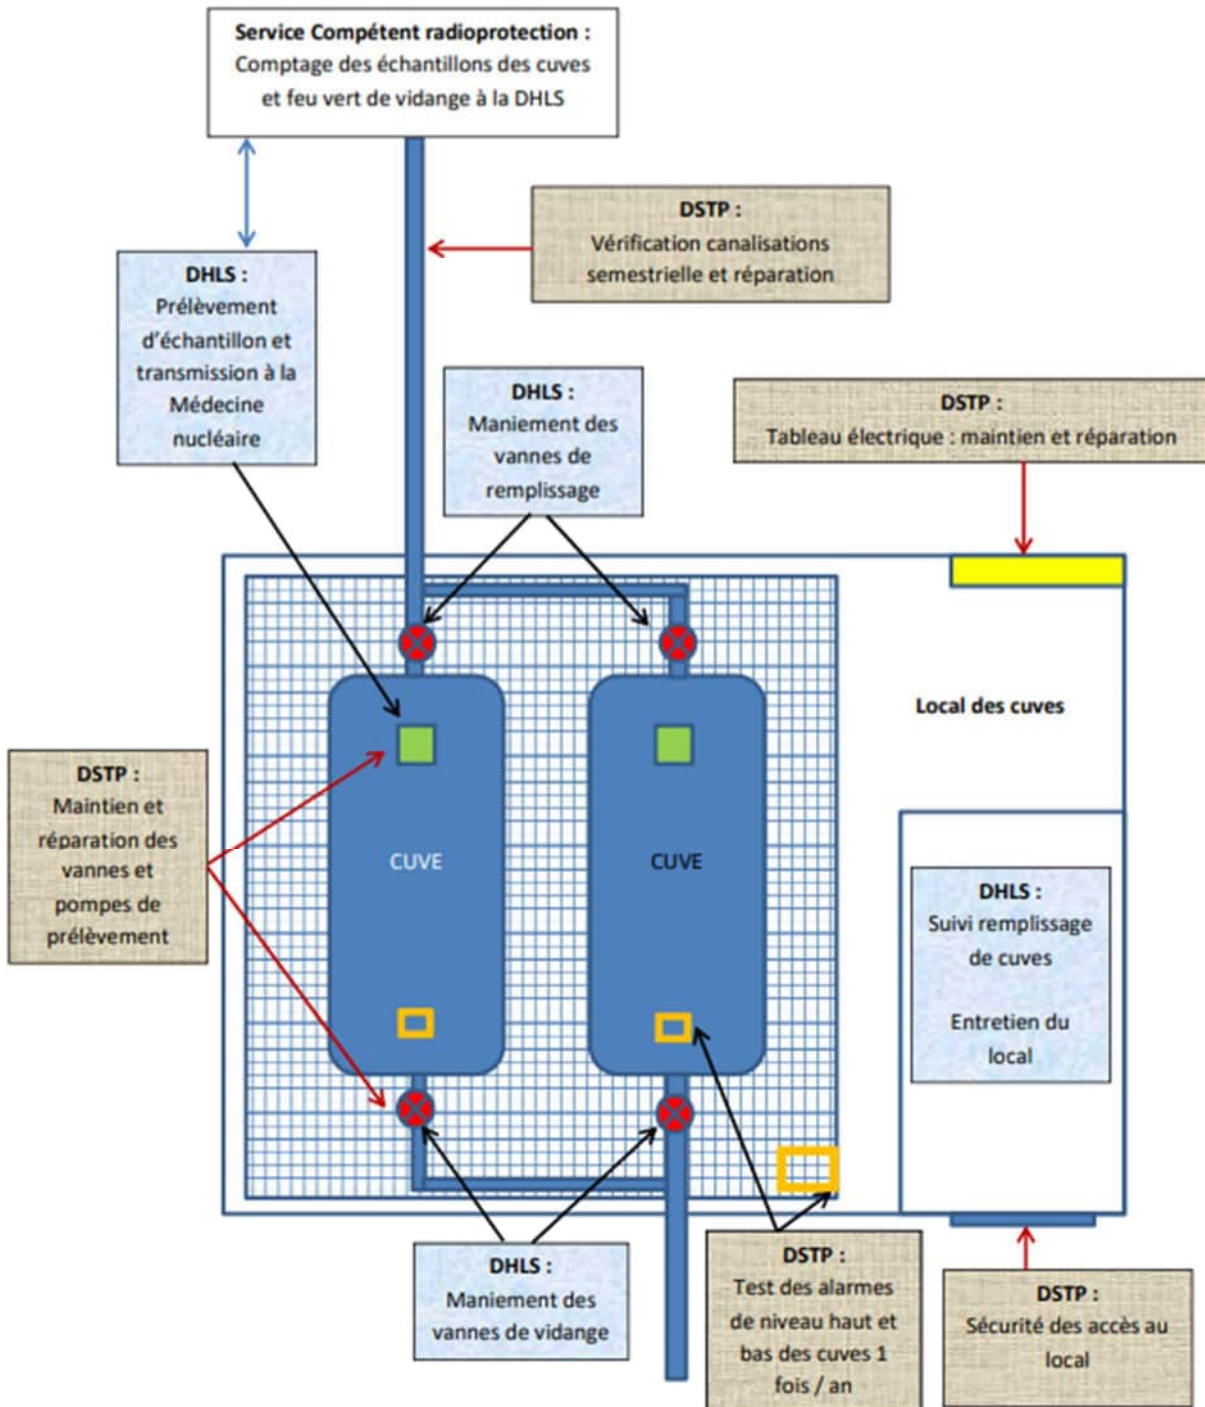 Service Compétent radioprotection :
Comptage des échantillons des cuves
et feu vert de vidange à la DHLS
DSTP :
Vérification canalisations
semestrielle et réparation
DHLS :
Prélèvement
d'échantillon et
transmission à la
Médecine
nucléaire
DHLS :
Maniement des
vannes de
remplissage
DSTP :
Tableau électrique : maintien et réparation
Local des cuves
DSTP :
Maintien et
réparation des
vannes et
pompes de
prélèvement
CUVE
CUVE
DHLS :
Suivi remplissage
de cuves
Entretien du
local
DHLS :
Maniement des
vannes de vidange
DSTP :
Test des alarmes
de niveau haut et
bas des cuves 1
fois / an
DSTP :
Sécurité des accès au
local